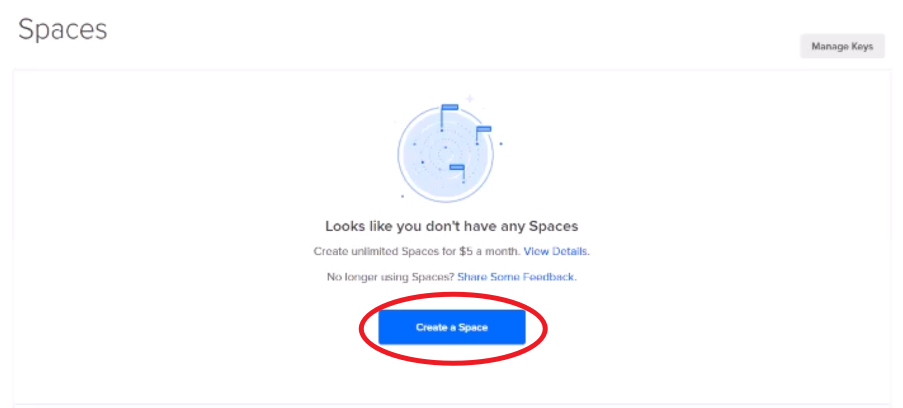 Spaces
Manage Keys
Looks like you don't have any Spaces
Create unlimited Spaces for $5 a month. View Details.
No longer using Spaces? Share Some Feedback.
Create a Space